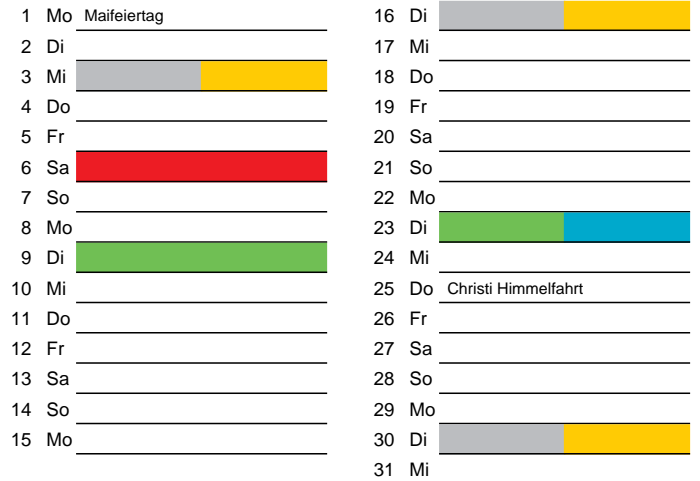 1 Mo Maifeiertag
2 Di
3 Mi
4 Do
5 Fr
6 Sa
7 So
8 Mo
9 Di
10 Mi
11 Do
12 Fr
13 Sa
14 So
15 Mo
16 Di
17 Mi
18 Do
19 Fr
20 Sa
21 So
22 Mo
23 Di
24 Mi
25 Do Christi Himmelfahrt
26 Fr
27 Sa
28 So
29 Mo
30 Di
31 Mi